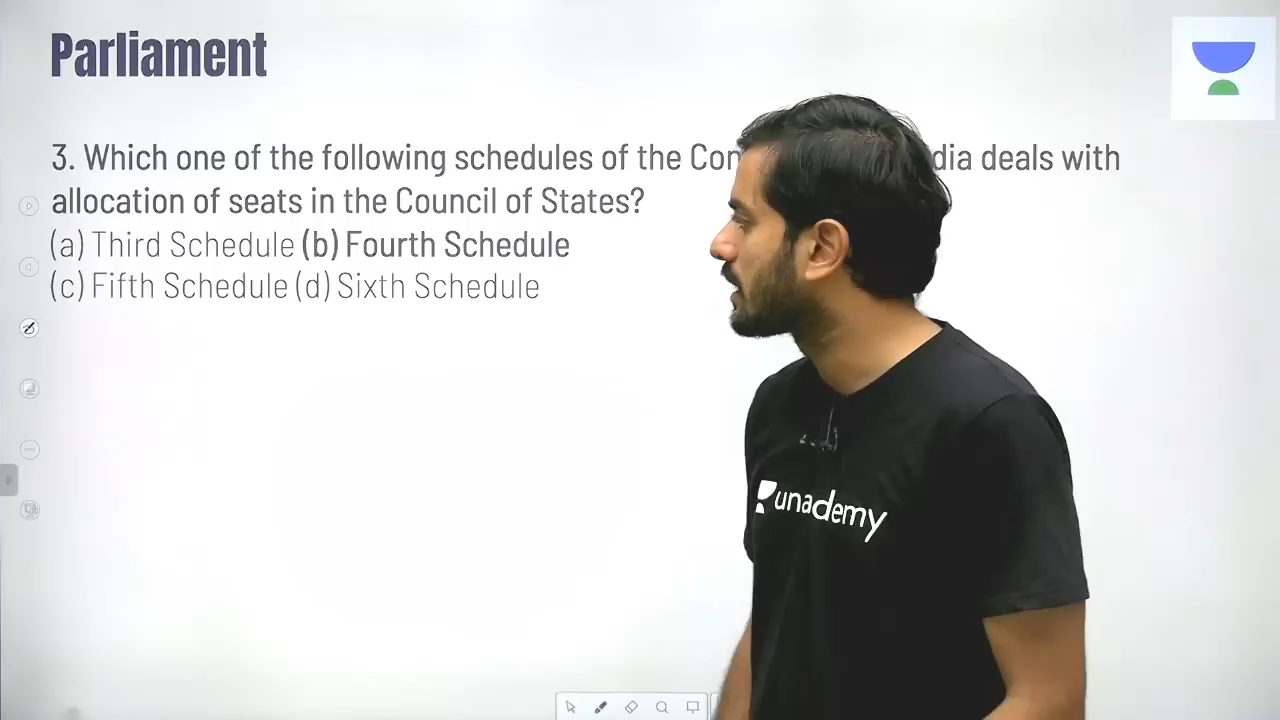 Parliament
3. Which one of the following schedules of the Con dia deals with
allocation of seats in the Council of States?
(a) Third Schedule (b) Fourth Schedule
(c) Fifth Schedule (d) Sixth Schedule
unademy